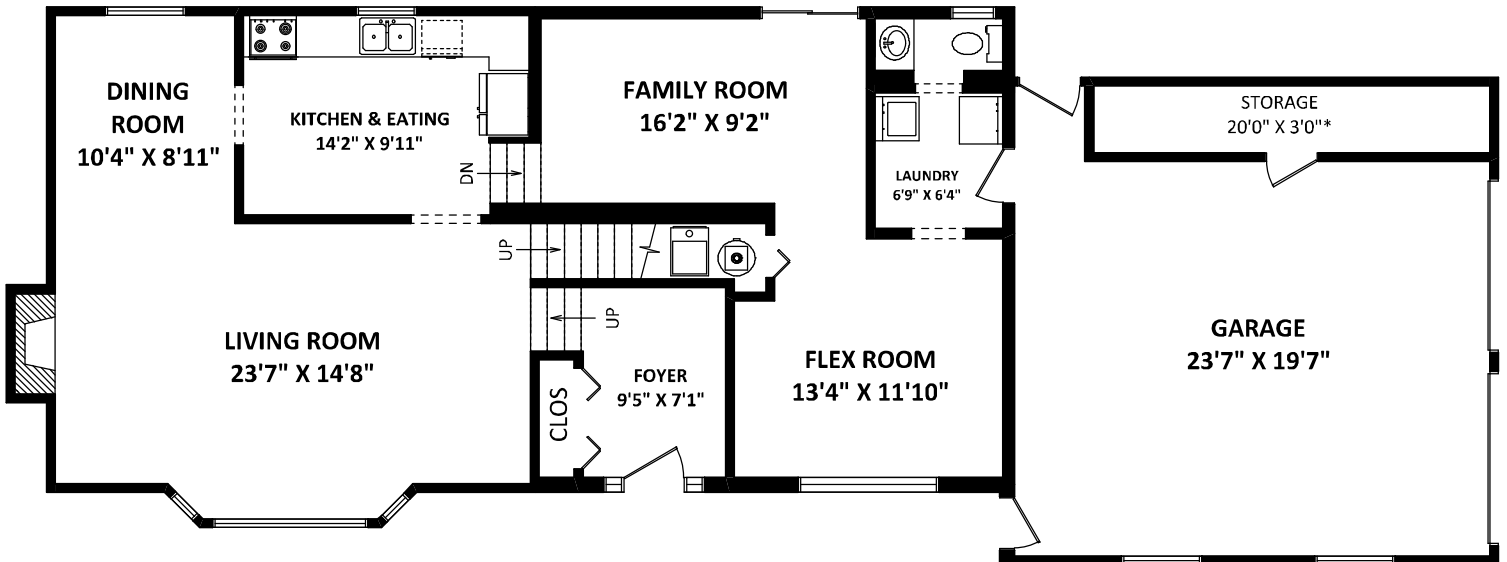 DINING
ROOM
10'4" X 8'11"
KITCHEN & EATING
14'2" X 9'11"
DN
FAMILY ROOM
16'2" X 9'2"
LAUNDRY
6'9" X 6'4"
STORAGE
20'0" X 3'0"*
UP
UP
LIVING ROOM
23'7" X 14'8"
CLOS
FOYER
9'5" X 7'1"
FLEX ROOM
13'4" X 11'10"
GARAGE
23'7" X 19'7"